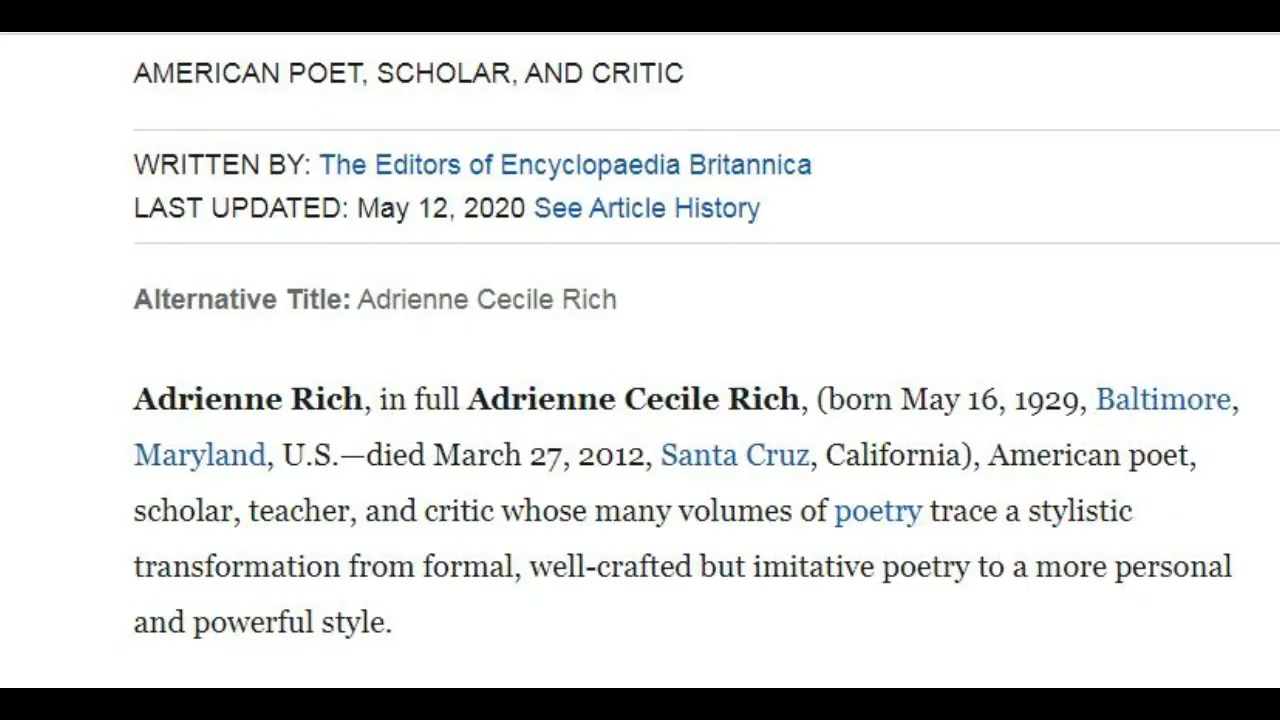 AMERICAN POET, SCHOLAR, AND CRITIC
WRITTEN BY: The Editors of Encyclopaedia Britannica
LAST UPDATED: May 12, 2020 See Article History
Alternative Title: Adrienne Cecile Rich
Adrienne Rich, in full Adrienne Cecile Rich, (born May 16, 1929, Baltimore,
Maryland, U.S.—died March 27, 2012, Santa Cruz, California), American poet,
scholar, teacher, and critic whose many volumes of poetry trace a stylistic
transformation from formal, well-crafted but imitative poetry to a more personal
and powerful style.